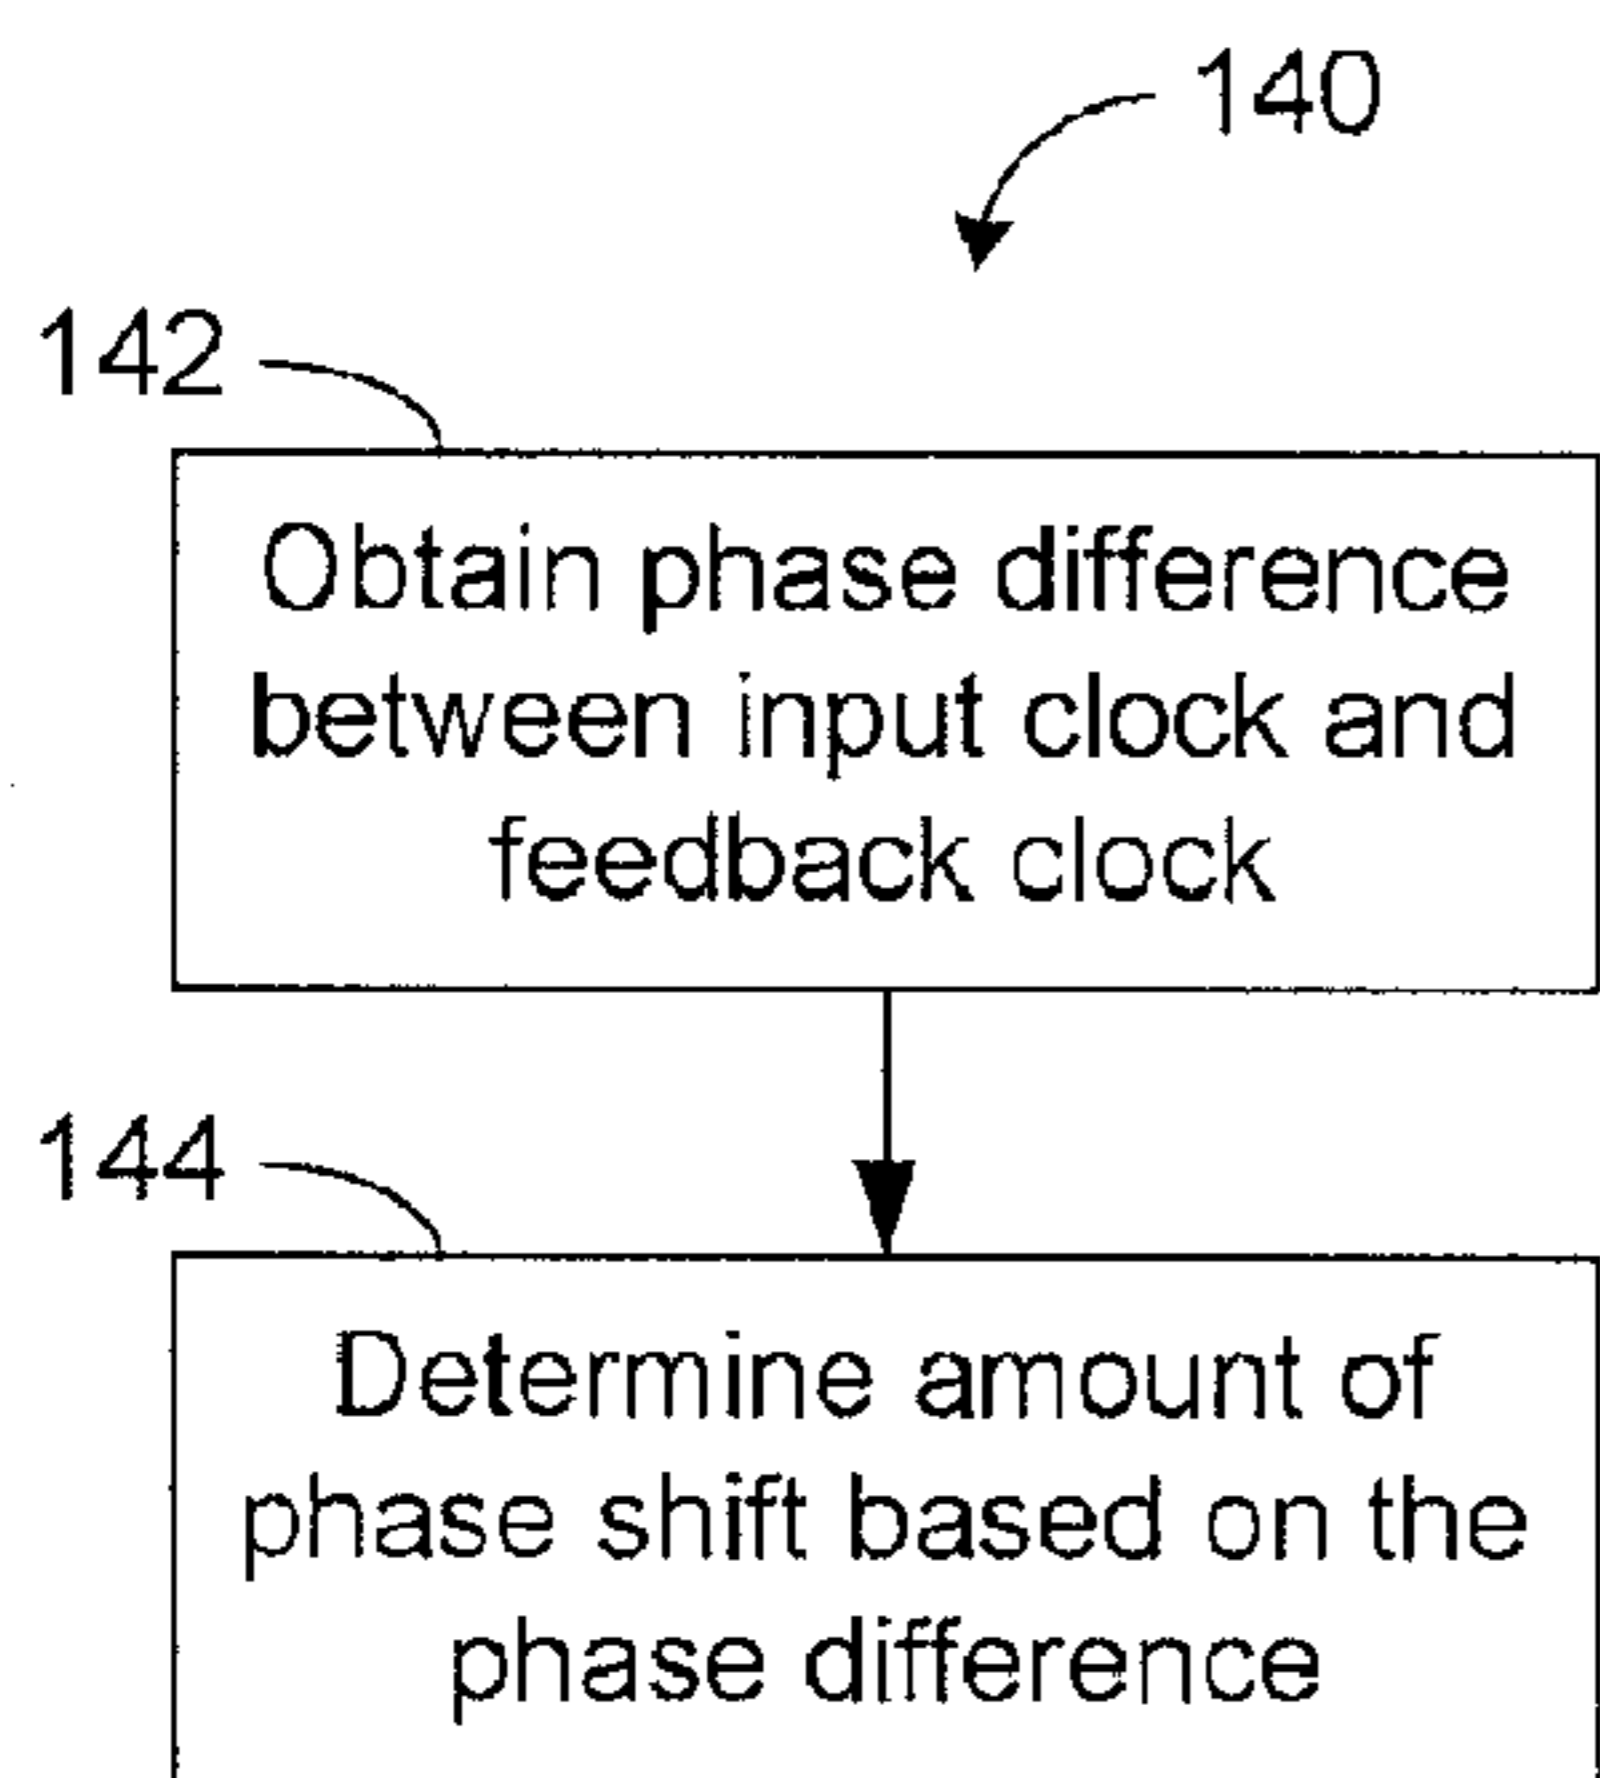 140
142
Obtain phase difference
between input clock and
feedback clock
144
Determine amount of
phase shift based on the
phase difference